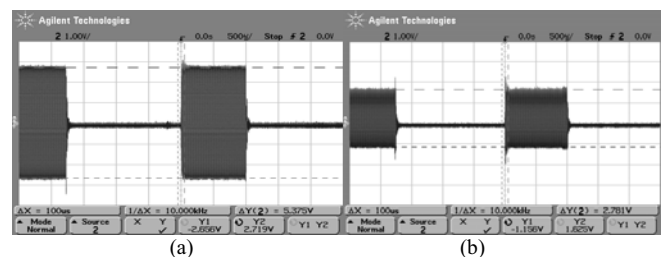 Agilent Technologies
2 1.00V/ 0.0s 500µ/ Stop 2 0.0V
ΔX = 100us 1/ΔX = 10.000kHz ΔY(2) = 5.375V
Mode Source X Y Y1 Y2 Y1 Y2
Normal 2 ✓ -2.656V 2.719V
(a)
Agilent Technologies
2 1.00V/ 0.0s 500µ/ Stop 2 0.0V
ΔX = 100us 1/ΔX = 10.000kHz ΔY(2) = 2.781V
Mode Source X Y Y1 Y2 Y1 Y2
Normal 2 ✓ -1.156V 1.625V
(b)